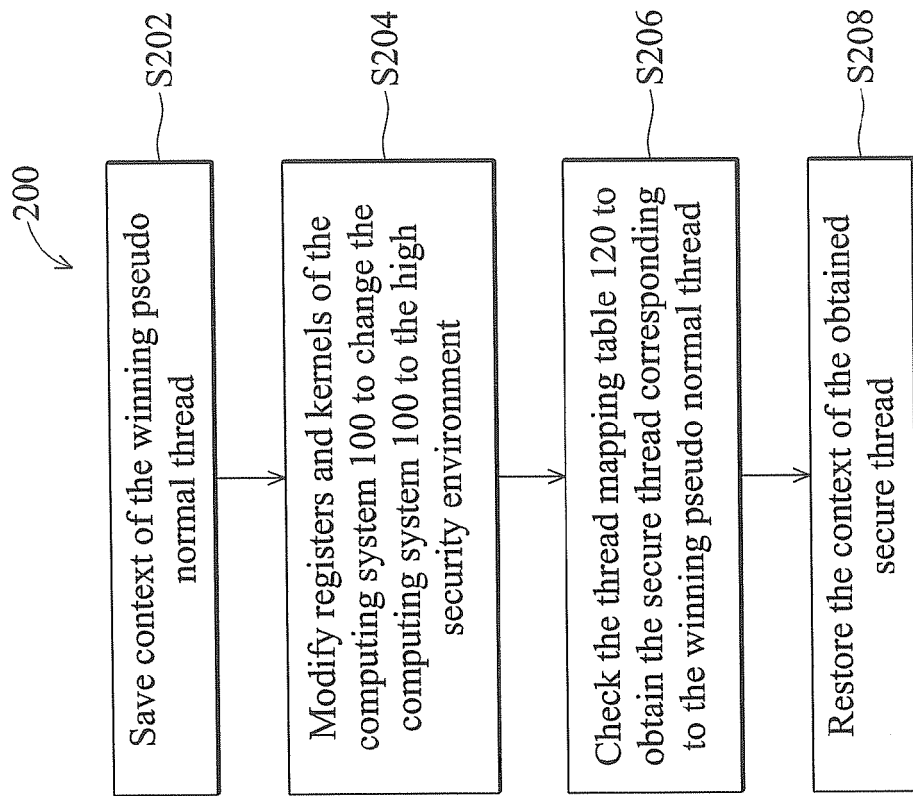 200
Save context of the winning pseudo
normal thread
S202
Modify registers and kernels of the
computing system 100 to change the
computing system 100 to the high
security environment
S204
Check the thread mapping table 120 to
obtain the secure thread corresponding
to the winning pseudo normal thread
S206
Restore the context of the obtained
secure thread
S208